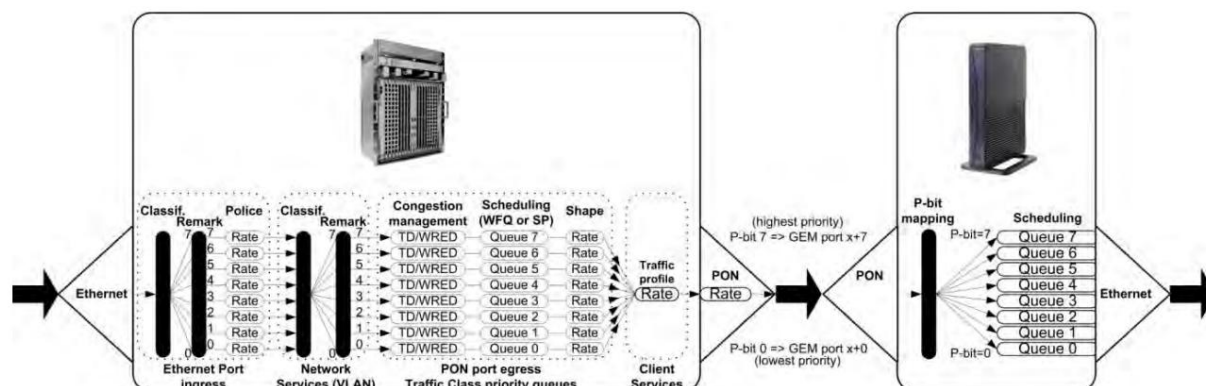 Classif.
Remark
Police
7 7 Rate
6 Rate
5 Rate
4 Rate
3 Rate
2 Rate
1 Rate
0 0 Rate
Ethernet
Ethernet Port
ingress
Classif.
Remark
7 7
6
5
4
3
2
1
0 0
Network
Services (VLAN)
Congestion
management
Scheduling
(WFQ or SP)
Shape
TD/WRED Queue 7 Rate
TD/WRED Queue 6 Rate
TD/WRED Queue 5 Rate
TD/WRED Queue 4 Rate
TD/WRED Queue 3 Rate
TD/WRED Queue 2 Rate
TD/WRED Queue 1 Rate
TD/WRED Queue 0 Rate
PON port egress
Traffic Class priority queues
Traffic
profile
Rate
Client
Services
PON
Rate
(highest priority)
P-bit 7 => GEM port x+7
P-bit 0 => GEM port x+0
(lowest priority)
PON
P-bit
mapping
Scheduling
P-bit=7
Queue 7
Queue 6
Queue 5
Queue 4
Queue 3
Queue 2
Queue 1
Queue 0
P-bit=0
Ethernet